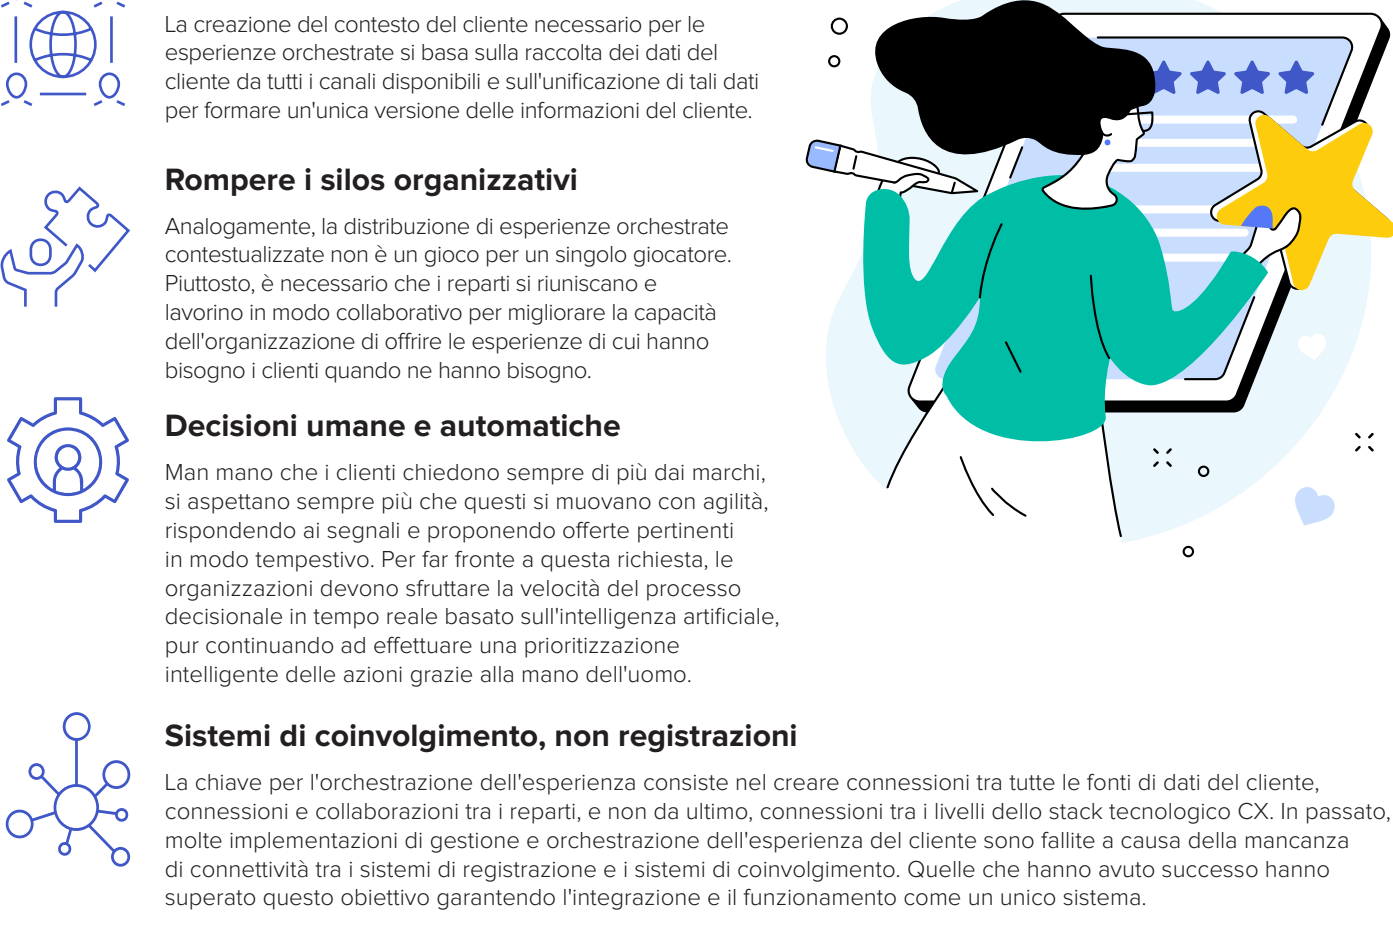 La creazione del contesto del cliente necessario per le
esperienze orchestrate si basa sulla raccolta dei dati del
cliente da tutti i canali disponibili e sull'unificazione di tali dati
per formare un'unica versione delle informazioni del cliente.
Rompere i silos organizzativi
Analogamente, la distribuzione di esperienze orchestrate
contestualizzate non è un gioco per un singolo giocatore.
Piuttosto, è necessario che i reparti si riuniscano e
lavorino in modo collaborativo per migliorare la capacità
dell'organizzazione di offrire le esperienze di cui hanno
bisogno i clienti quando ne hanno bisogno.
Decisioni umane e automatiche
Man mano che i clienti chiedono sempre di più dai marchi,
si aspettano sempre più che questi si muovano con agilità,
rispondendo ai segnali e proponendo offerte pertinenti
in modo tempestivo. Per far fronte a questa richiesta, le
organizzazioni devono sfruttare la velocità del processo
decisionale in tempo reale basato sull'intelligenza artificiale,
pur continuando ad effettuare una prioritizzazione
intelligente delle azioni grazie alla mano dell'uomo.
Sistemi di coinvolgimento, non registrazioni
La chiave per l'orchestrazione dell'esperienza consiste nel creare connessioni tra tutte le fonti di dati del cliente,
connessioni e collaborazioni tra i reparti, e non da ultimo, connessioni tra i livelli dello stack tecnologico CX. In passato,
molte implementazioni di gestione e orchestrazione dell'esperienza del cliente sono fallite a causa della mancanza
di connettività tra i sistemi di registrazione e i sistemi di coinvolgimento. Quelle che hanno avuto successo hanno
superato questo obiettivo garantendo l'integrazione e il funzionamento come un unico sistema.